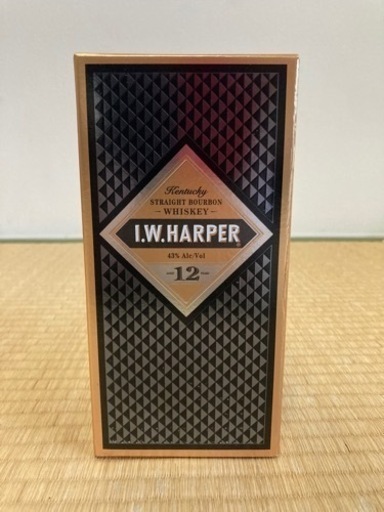 Kentucky
STRAIGHT BOURBON
WHISKEY
I.W.HARPER
43% Alc/Vol
12